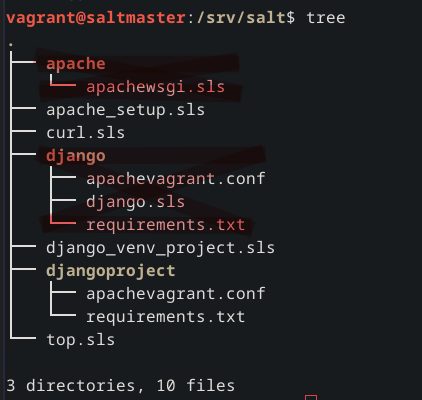 vagrant@saltmaster:/srv/salt$ tree
.
├── apache
│   └── apachewsgi.sls
├── apache_setup.sls
├── curl.sls
├── django
│   ├── apachevagrant.conf
│   ├── django.sls
│   └── requirements.txt
├── django_venv_project.sls
├── djangoproject
│   ├── apachevagrant.conf
│   └── requirements.txt
└── top.sls
3 directories, 10 files